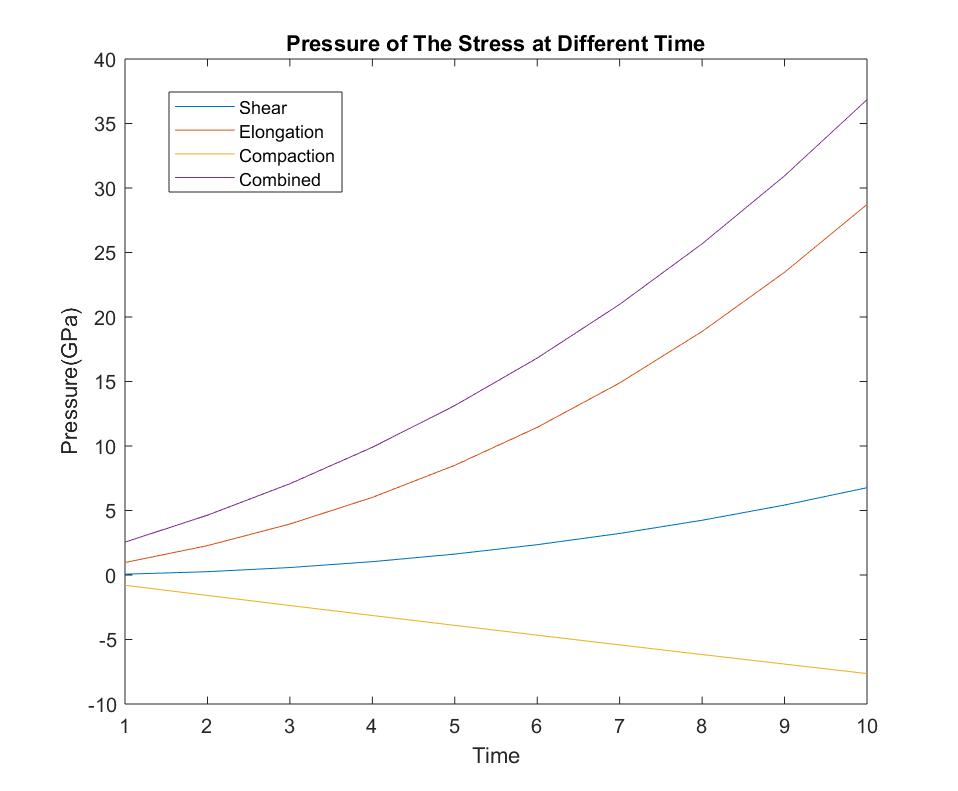 Pressure of The Stress at Different Time
40
35
30
25
20
15
10
5
0
-5
-10
Pressure(GPa)
Shear
Elongation
Compaction
Combined
1 2 3 4 5 6 7 8 9 10
Time